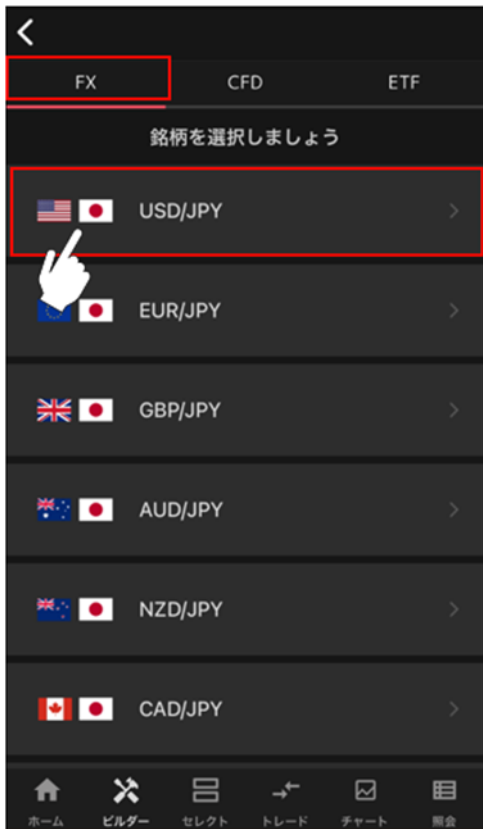 FX
CFD
ETF
銘柄を選択しましょう
USD/JPY
EUR/JPY
GBP/JPY
AUD/JPY
NZD/JPY
CAD/JPY
ホーム
ビルダー
セレクト
トレード
チャート
照会